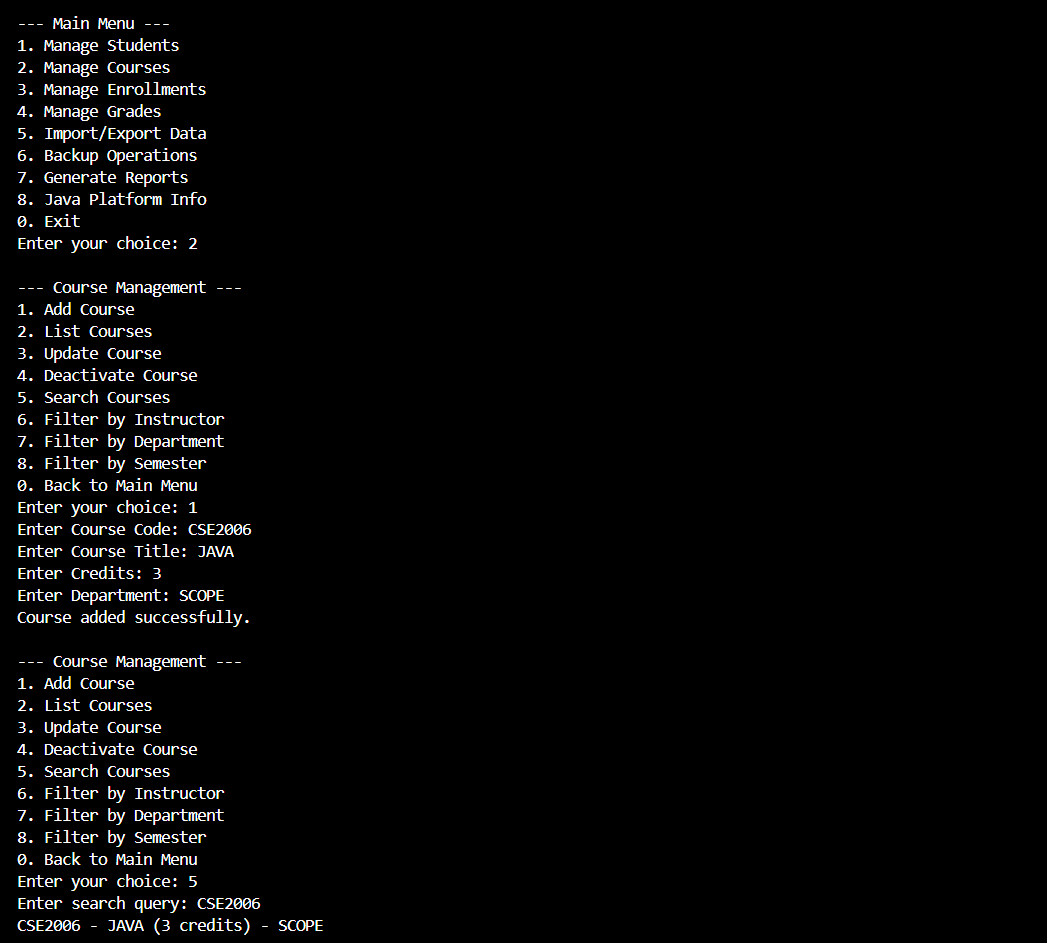 --- Main Menu ---
1. Manage Students
2. Manage Courses
3. Manage Enrollments
4. Manage Grades
5. Import/Export Data
6. Backup Operations
7. Generate Reports
8. Java Platform Info
0. Exit
Enter your choice: 2

--- Course Management ---
1. Add Course
2. List Courses
3. Update Course
4. Deactivate Course
5. Search Courses
6. Filter by Instructor
7. Filter by Department
8. Filter by Semester
0. Back to Main Menu
Enter your choice: 1
Enter Course Code: CSE2006
Enter Course Title: JAVA
Enter Credits: 3
Enter Department: SCOPE
Course added successfully.

--- Course Management ---
1. Add Course
2. List Courses
3. Update Course
4. Deactivate Course
5. Search Courses
6. Filter by Instructor
7. Filter by Department
8. Filter by Semester
0. Back to Main Menu
Enter your choice: 5
Enter search query: CSE2006
CSE2006 - JAVA (3 credits) - SCOPE